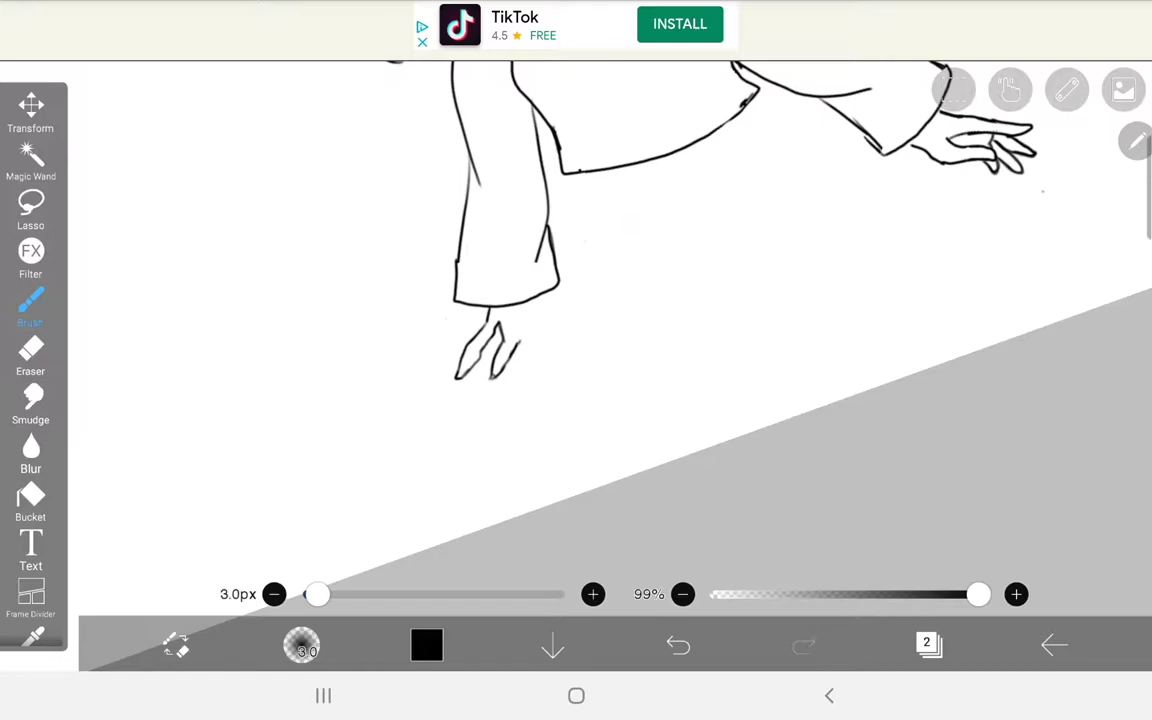 TikTok
INSTALL
4.5 ★ FREE
Transform
Magic Wand
Lasso
FX
Filter
Brush
Eraser
Smudge
Blur
Bucket
T
Text
Frame Divider
3.0px
99%
3.0
2